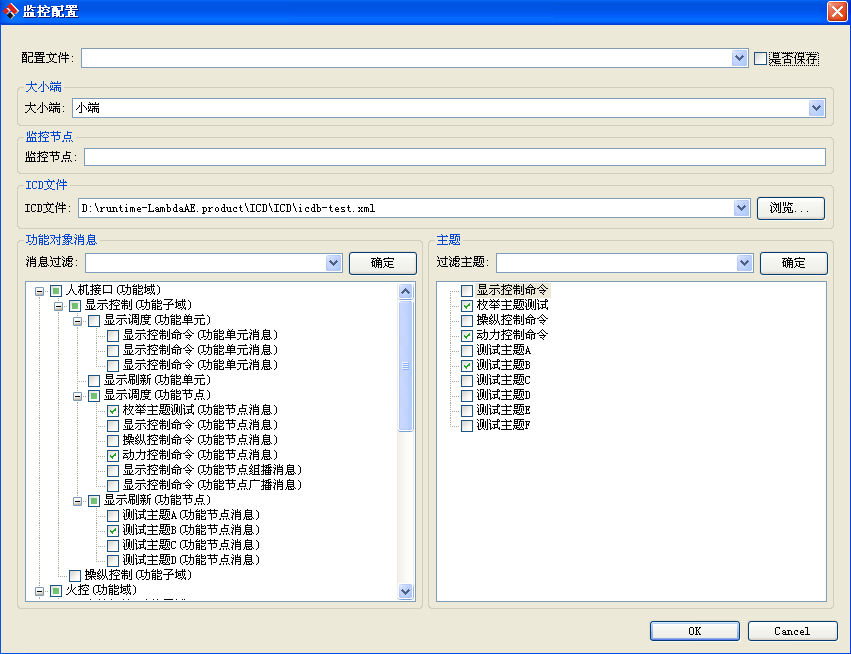 监控配置
配置文件: 是否保存
大小端
大小端: 小端
监控节点
监控节点:
ICD文件
ICD文件: D:\runtime-LambdaAE.product\ICD\ICD\icdb-test.xml 浏览...
功能对象消息
消息过滤: 确定
人机接口(功能域)
显示控制(功能子域)
显示调度(功能单元)
显示控制命令(功能单元消息)
显示控制命令(功能单元消息)
显示控制命令(功能单元消息)
显示刷新(功能单元)
显示调度(功能节点)
枚举主题测试(功能节点消息)
显示控制命令(功能节点消息)
操纵控制命令(功能节点消息)
动力控制命令(功能节点消息)
显示控制命令(功能节点组播消息)
显示控制命令(功能节点广播消息)
显示刷新(功能节点)
测试主题A(功能节点消息)
测试主题B(功能节点消息)
测试主题C(功能节点消息)
测试主题D(功能节点消息)
操纵控制(功能子域)
火控(功能域)
主题
过滤主题: 确定
显示控制命令
枚举主题测试
操纵控制命令
动力控制命令
测试主题A
测试主题B
测试主题C
测试主题D
测试主题E
测试主题F
OK Cancel